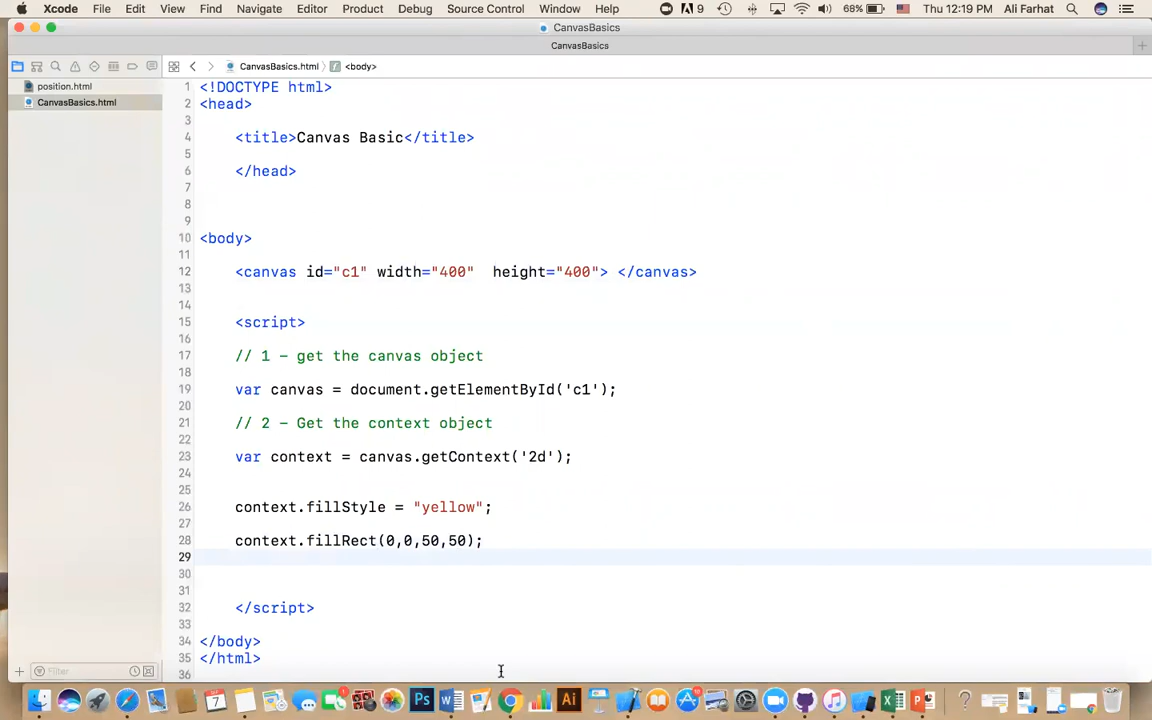 Xcode File Edit View Find Navigate Editor Product Debug Source Control Window Help 9 68% Thu 12:19 PM Ali Farhat
CanvasBasics
CanvasBasics
CanvasBasics.html <body>
position.html
CanvasBasics.html
1 <!DOCTYPE html>
2 <head>
3
4 <title>Canvas Basic</title>
5
6 </head>
7
8
9
10 <body>
11
12 <canvas id="c1" width="400"  height="400"> </canvas>
13
14
15 <script>
16
17 // 1 - get the canvas object
18
19 var canvas = document.getElementById('c1');
20
21 // 2 - Get the context object
22
23 var context = canvas.getContext('2d');
24
25
26 context.fillStyle = "yellow";
27
28 context.fillRect(0,0,50,50);
29
30
31
32 </script>
33
34 </body>
35 </html>
36
Filter
7 Ps W Ai X P